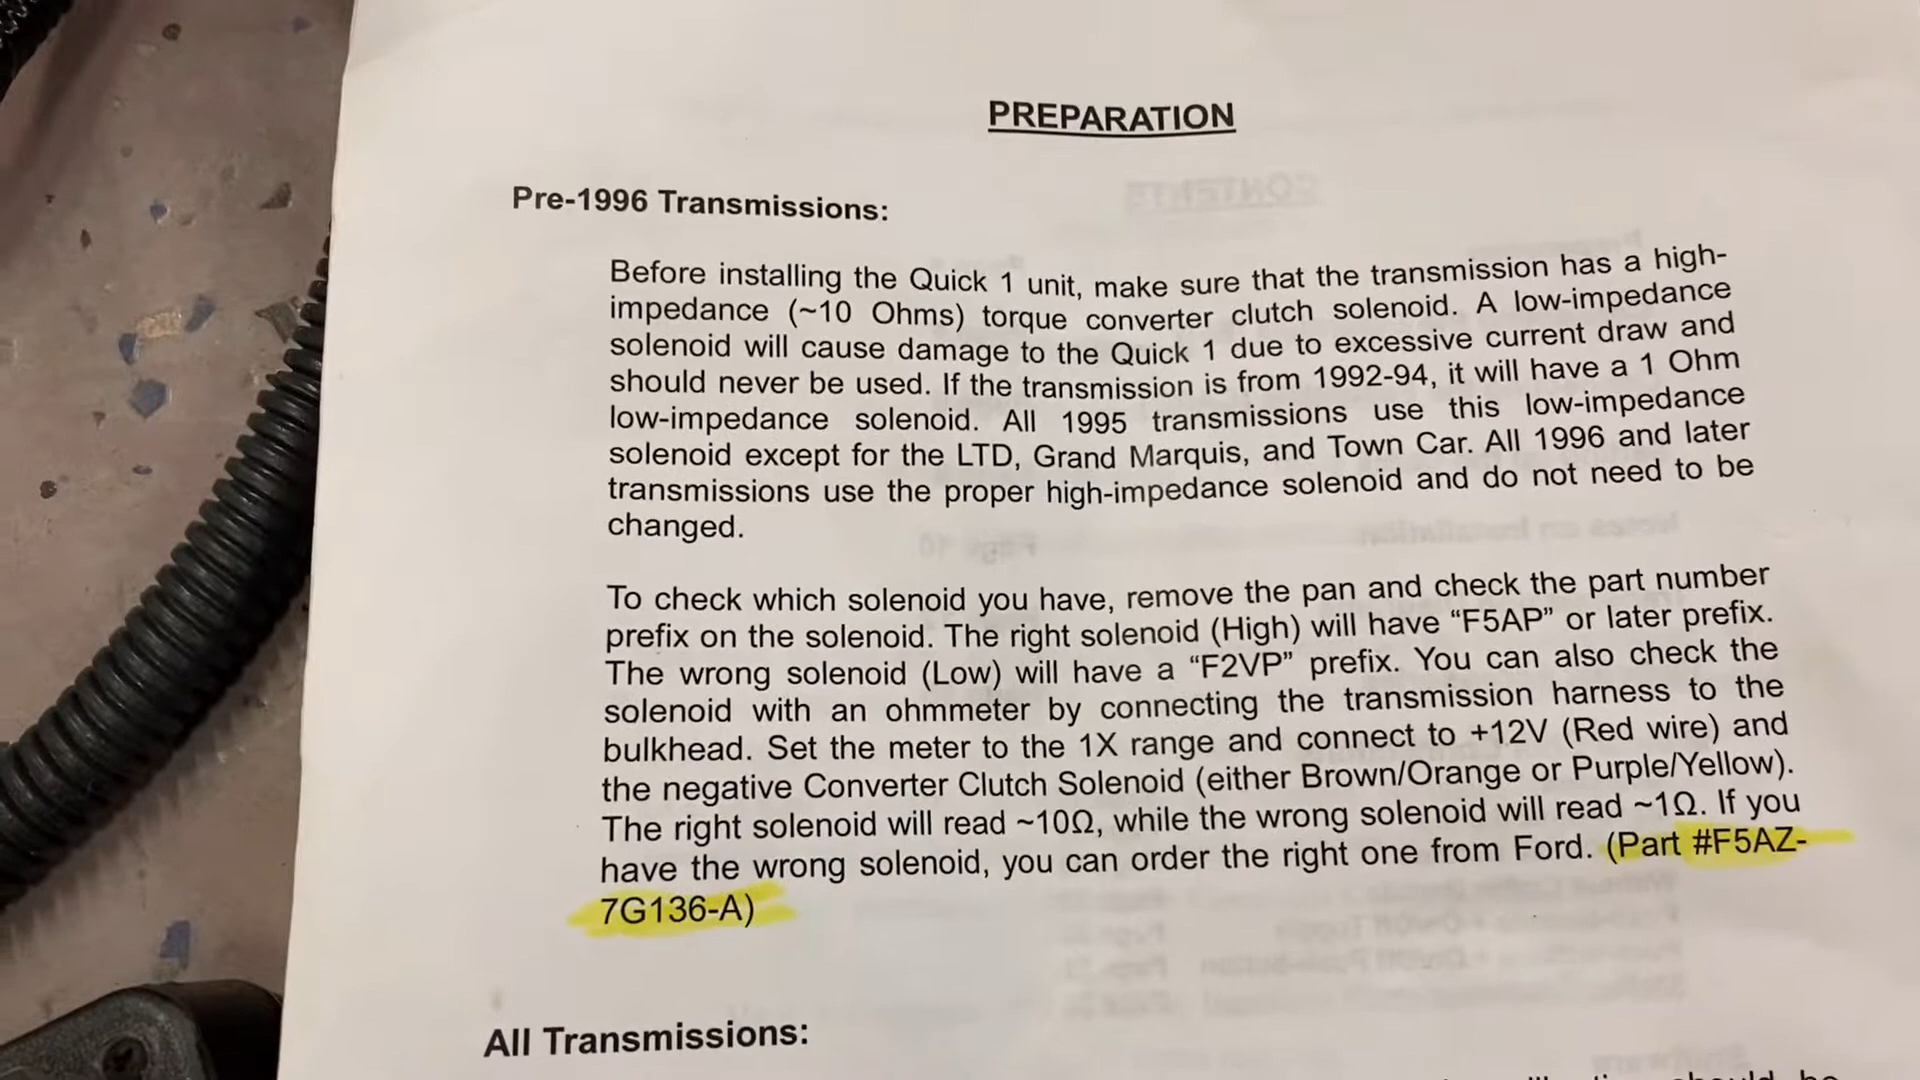 PREPARATION
Pre-1996 Transmissions:
Before installing the Quick 1 unit, make sure that the transmission has a high-
impedance (~10 Ohms) torque converter clutch solenoid. A low-impedance
solenoid will cause damage to the Quick 1 due to excessive current draw and
should never be used. If the transmission is from 1992-94, it will have a 1 Ohm
low-impedance solenoid. All 1995 transmissions use this low-impedance
solenoid except for the LTD, Grand Marquis, and Town Car. All 1996 and later
transmissions use the proper high-impedance solenoid and do not need to be
changed.
To check which solenoid you have, remove the pan and check the part number
prefix on the solenoid. The right solenoid (High) will have “F5AP” or later prefix.
The wrong solenoid (Low) will have a “F2VP” prefix. You can also check the
solenoid with an ohmmeter by connecting the transmission harness to the
bulkhead. Set the meter to the 1X range and connect to +12V (Red wire) and
the negative Converter Clutch Solenoid (either Brown/Orange or Purple/Yellow).
The right solenoid will read ~10Ω, while the wrong solenoid will read ~1Ω. If you
have the wrong solenoid, you can order the right one from Ford. (Part #F5AZ-
7G136-A)
All Transmissions: